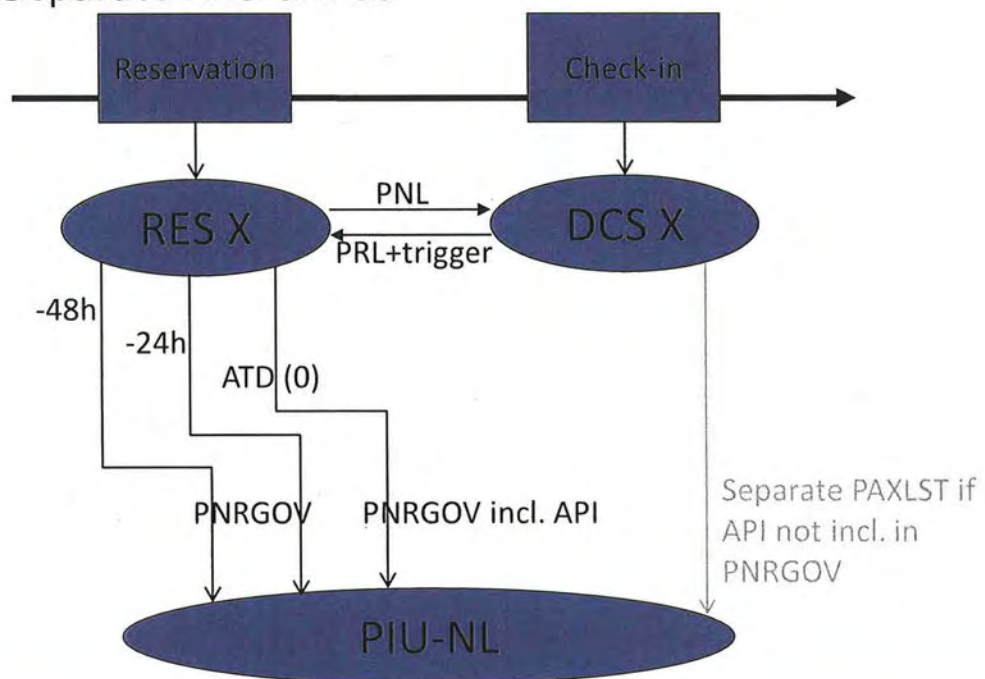 Reservation
Check-in
PNL
RES X
DCS X
PRL+trigger
-48h
-24h
ATD (0)
PNRGOV
PNRGOV incl. API
Separate PAXLST if
API not incl. in
PNRGOV
PIU-NL